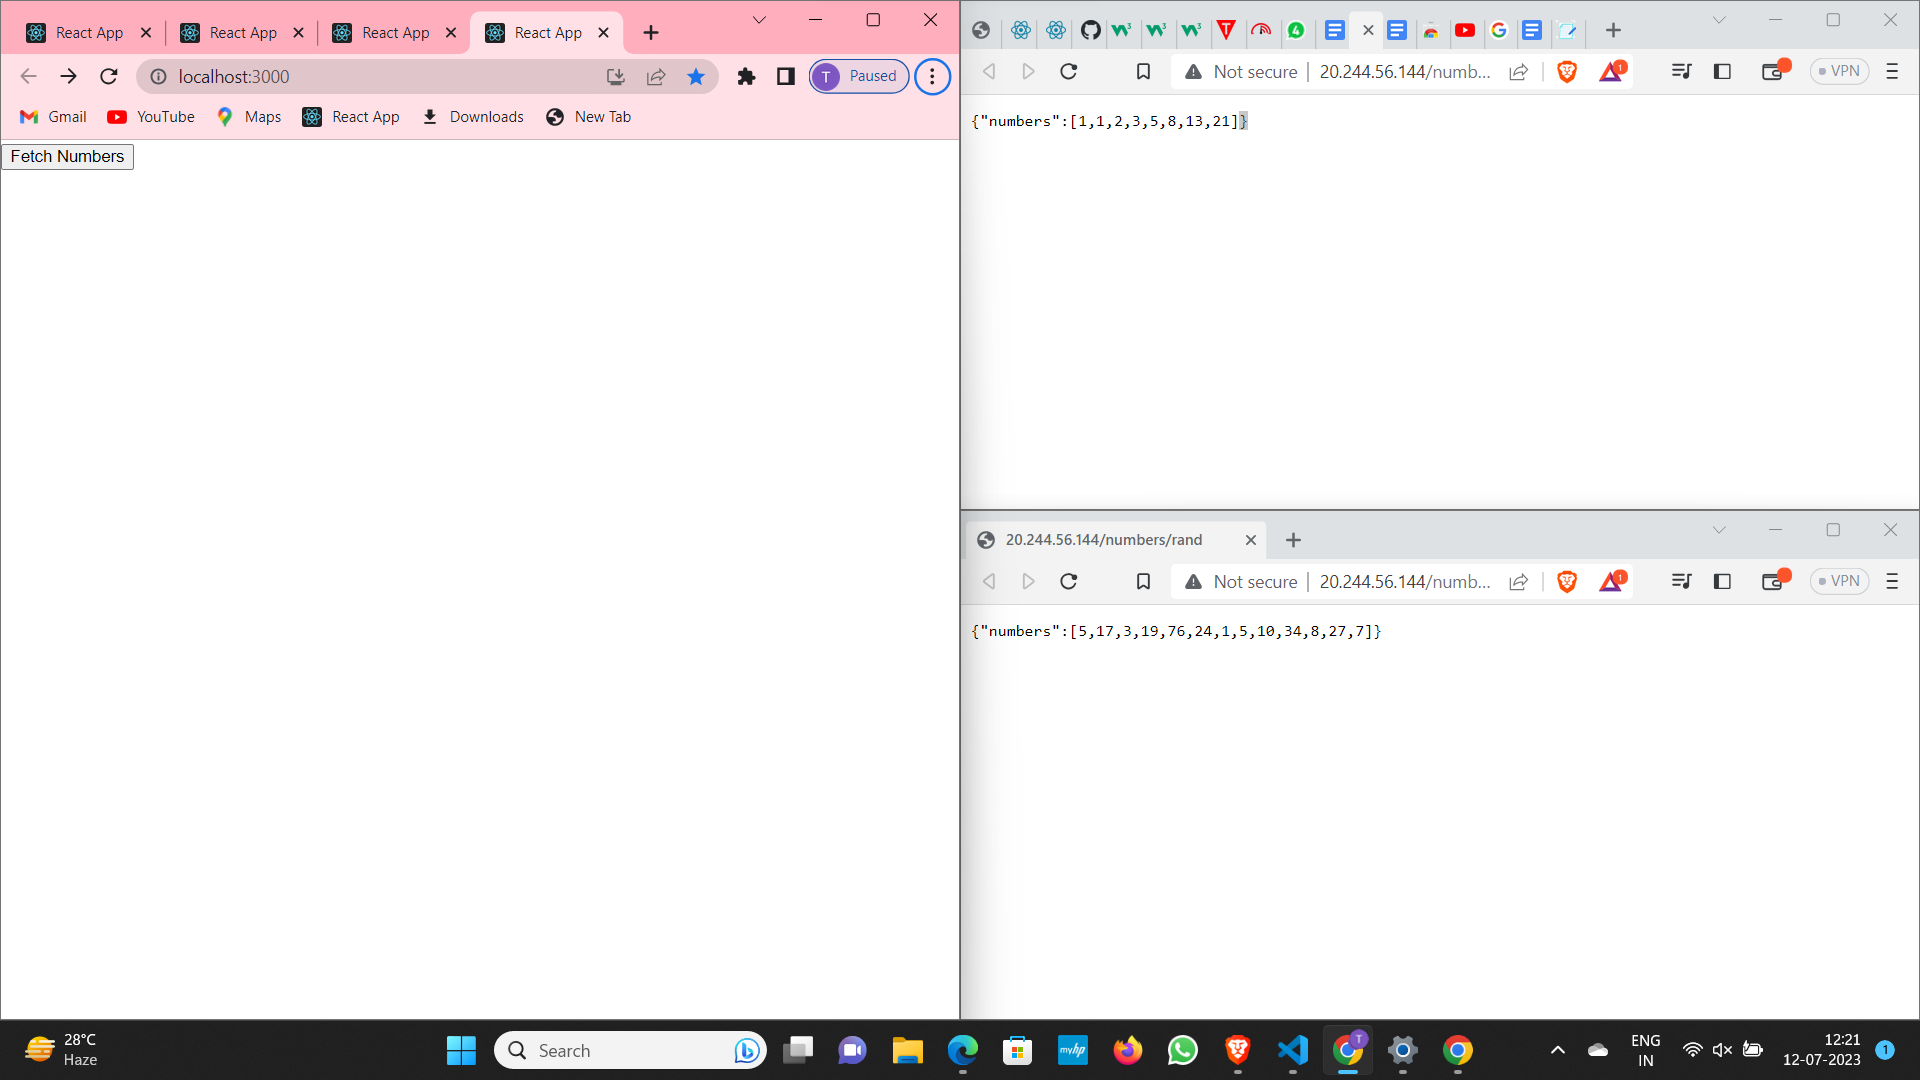 React App
React App
React App
React App
localhost:3000
T
Paused
Gmail
YouTube
Maps
React App
Downloads
New Tab
Fetch Numbers
Not secure
20.244.56.144/numb...
1
VPN
{"numbers":[1,1,2,3,5,8,13,21]}
20.244.56.144/numbers/rand
Not secure
20.244.56.144/numb...
1
VPN
{"numbers":[5,17,3,19,76,24,1,5,10,34,8,27,7]}
28°C
Haze
Search
myhp
T
ENG
IN
12:21
12-07-2023
1